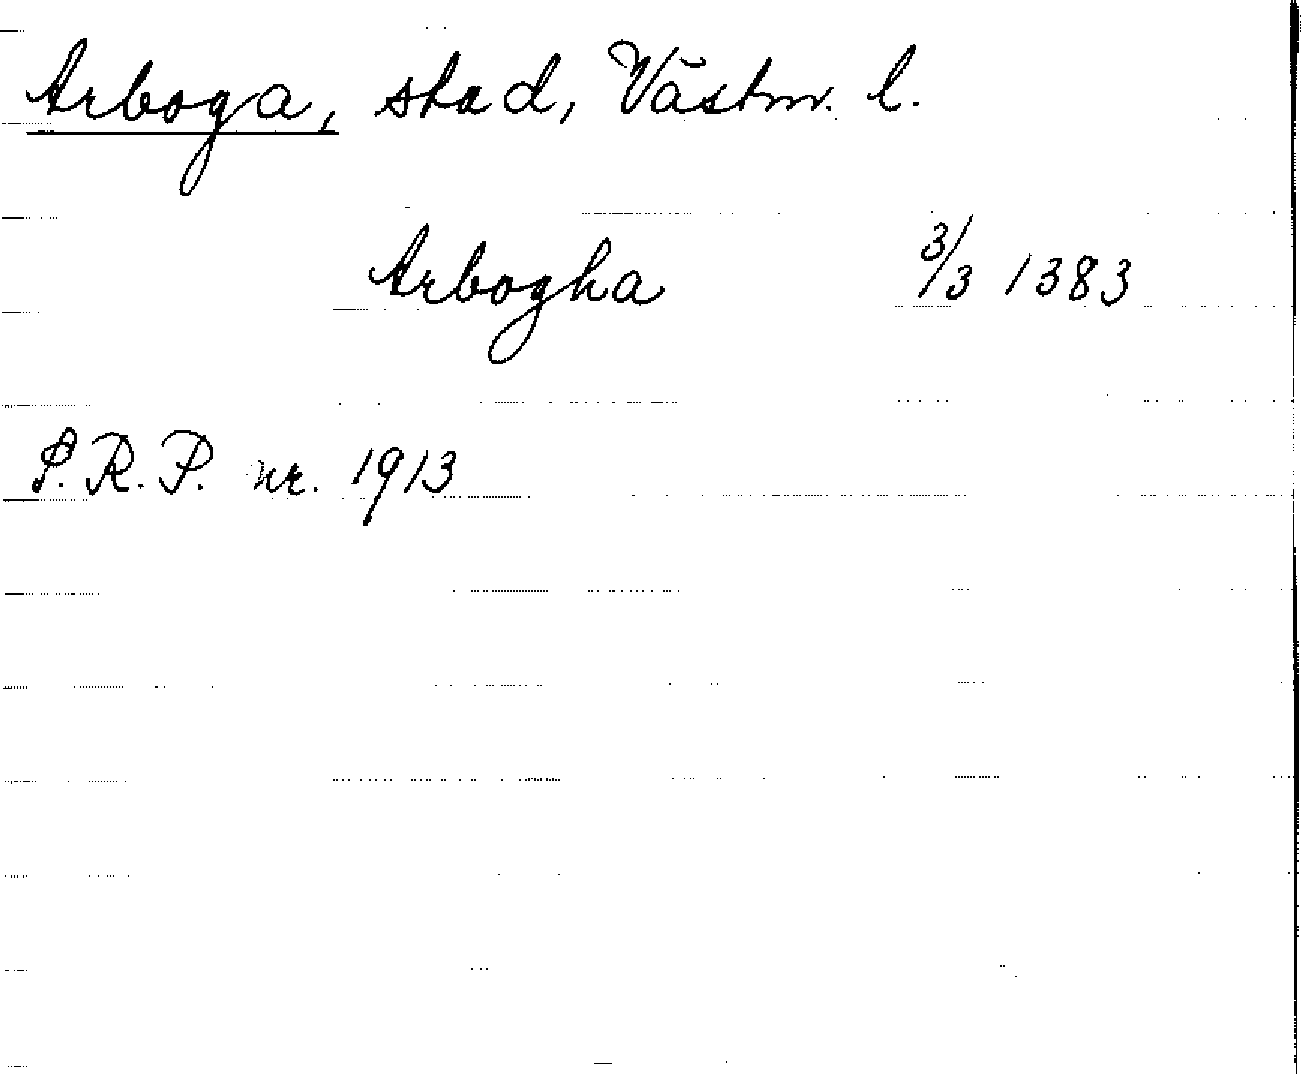 Arboga, stad, Västm. l.
Arbogha 3/3 1383
S.R.P. nr. 1913